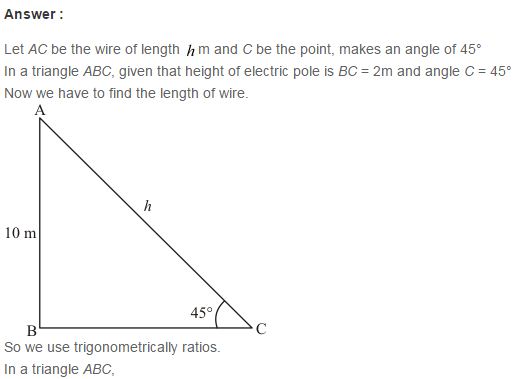 Answer :
Let AC be the wire of length h m and C be the point, makes an angle of 45°
In a triangle ABC, given that height of electric pole is BC = 2m and angle C = 45°
Now we have to find the length of wire.
A
h
10 m
45°
B
C
So we use trigonometrically ratios.
In a triangle ABC,